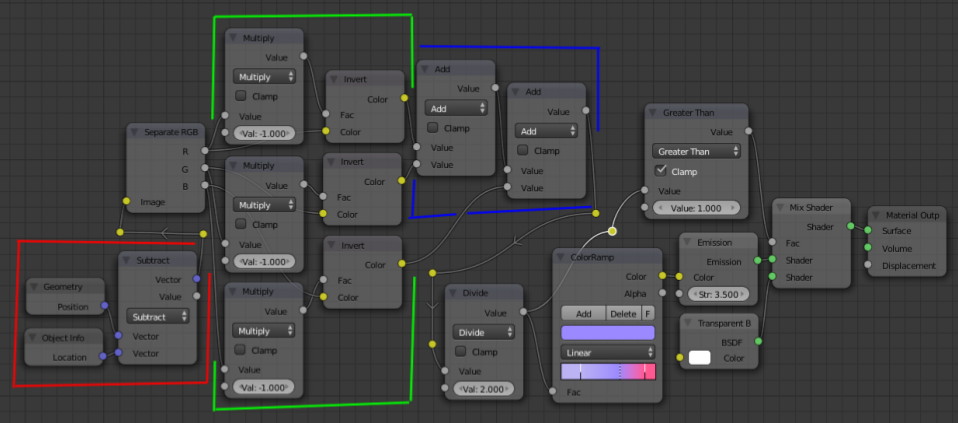 Multiply
Value
Multiply
Clamp
Value
Val: -1.000
Invert
Color
Fac
Color
Add
Value
Add
Clamp
Value
Value
Add
Value
Add
Clamp
Value
Value
Greater Than
Value
Greater Than
Clamp
Value
Value: 1.000
Separate RGB
R
G
B
Image
Multiply
Value
Multiply
Clamp
Value
Val: -1.000
Invert
Color
Fac
Color
Mix Shader
Shader
Fac
Shader
Shader
Material Outp
Surface
Volume
Displacement
Subtract
Vector
Value
Subtract
Vector
Vector
Geometry
Position
Object Info
Location
Multiply
Value
Multiply
Clamp
Value
Val: -1.000
Invert
Color
Fac
Color
Divide
Value
Divide
Clamp
Value
Val: 2.000
ColorRamp
Color
Alpha
Add Delete F
Linear
Fac
Emission
Emission
Color
Str: 3.500
Transparent B
BSDF
Color